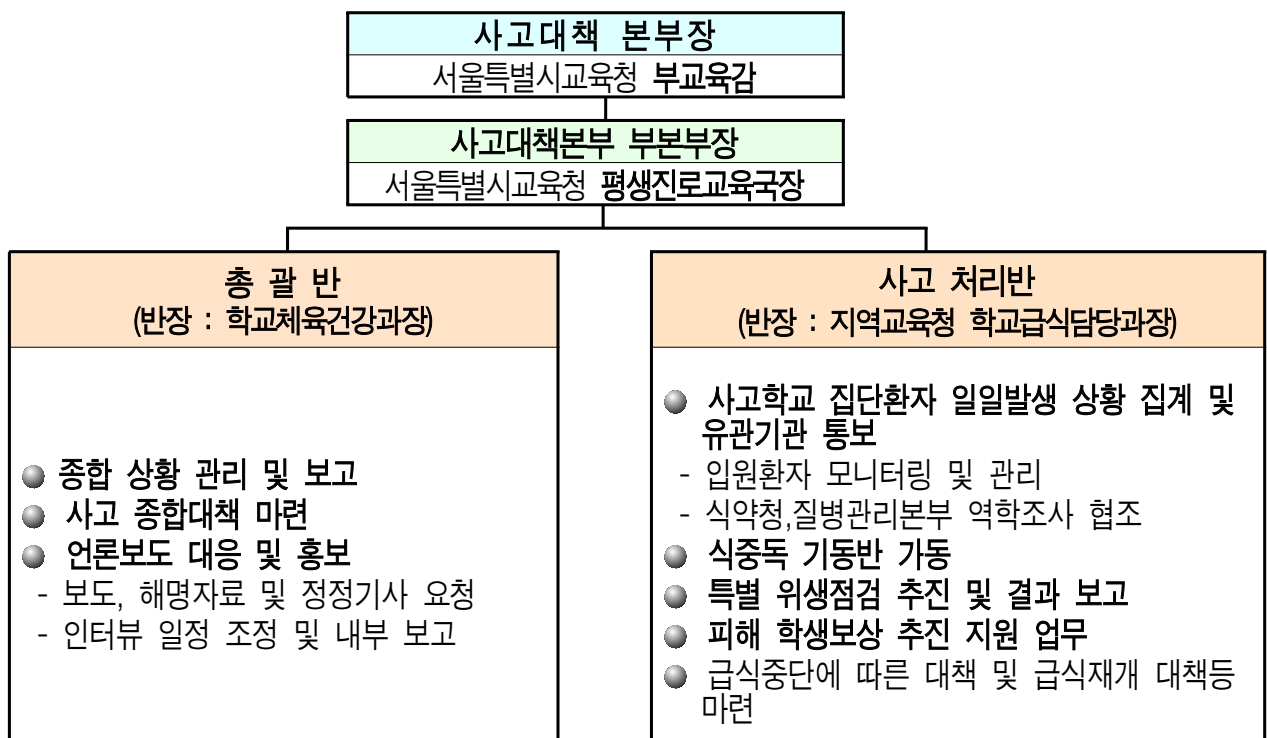 사고대책 본부장
서울특별시교육청 부교육감
사고대책본부 부본부장
서울특별시교육청 평생진로교육국장
총 괄 반
(반장 : 학교체육건강과장)
종합 상황 관리 및 보고
사고 종합대책 마련
언론보도 대응 및 홍보
- 보도, 해명자료 및 정정기사 요청
- 인터뷰 일정 조정 및 내부 보고
사고 처리반
(반장 : 지역교육청 학교급식담당과장)
사고학교 집단환자 일일발생 상황 집계 및
유관기관 통보
- 입원환자 모니터링 및 관리
- 식약청,질병관리본부 역학조사 협조
식중독 기동반 가동
특별 위생점검 추진 및 결과 보고
피해 학생보상 추진 지원 업무
급식중단에 따른 대책 및 급식재개 대책등
마련